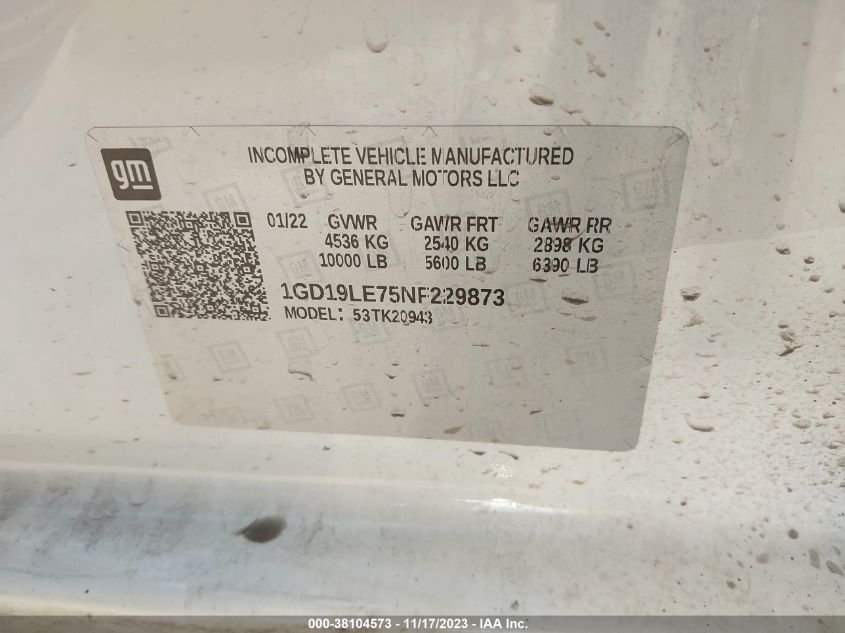 gm
INCOMPLETE VEHICLE MANUFACTURED
BY GENERAL MOTORS LLC
01/22 GVWR GAWR FRT GAWR RR
4536 KG 2540 KG 2898 KG
10000 LB 5600 LB 6390 LB
1GD19LE75NF229873
MODEL: 53TK20943
000-38104573 - 11/17/2023 - IAA Inc.